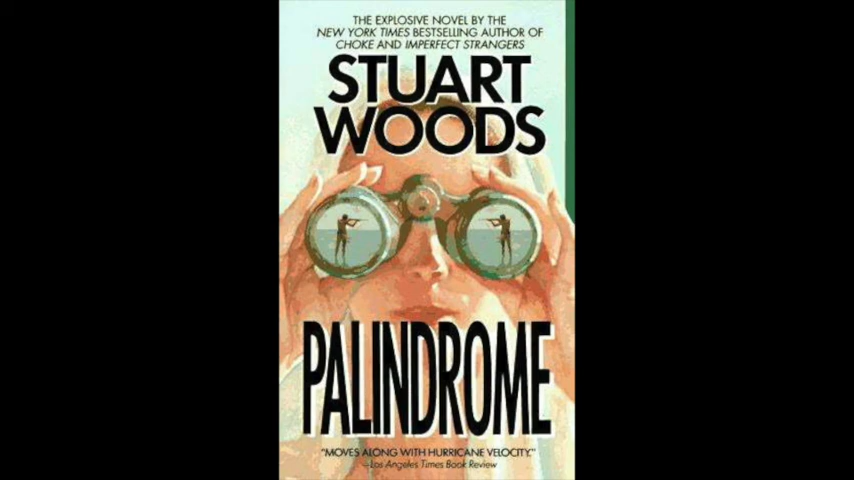 THE EXPLOSIVE NOVEL BY THE
NEW YORK TIMES BESTSELLING AUTHOR OF
CHOKE AND IMPERFECT STRANGERS
STUART
WOODS
PALINDROME
"MOVES ALONG WITH HURRICANE VELOCITY."
—Los Angeles Times Book Review